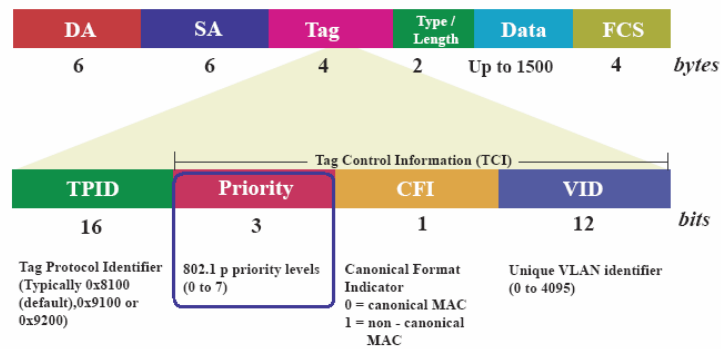 DA SA Tag Type / Length Data FCS
6 6 4 2 Up to 1500 4 bytes
Tag Control Information (TCI)
TPID Priority CFI VID
16 3 1 12 bits
Tag Protocol Identifier
(Typically 0x8100
(default),0x9100 or
0x9200)
802.1 p priority levels
(0 to 7)
Canonical Format
Indicator
0 = canonical MAC
1 = non - canonical
MAC
Unique VLAN identifier
(0 to 4095)